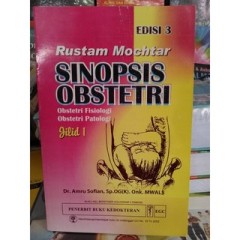 EDISI 3
Rustam Mochtar
SINOPSIS
OBSTETRI
Obstetri Fisiologi
Obstetri Patologi
Jilid I
Dr. Amru Sofian, Sp.OG(K). Onk. MWALS
PENERBIT BUKU KEDOKTERAN
EGC